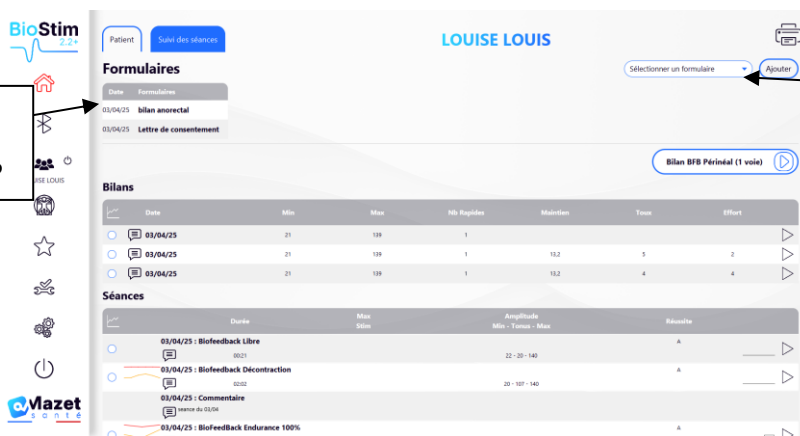 BioStim
2.2+
Patient
Suivi des séances
LOUISE LOUIS
Formulaires
Sélectionner un formulaire
Ajouter
Date Formulaires
03/04/25 bilan anorectal
03/04/25 Lettre de consentement
Bilan BFB Périnéal (1 voie)
Bilans
Date Min Max Nb Rapides Maintien Toux Effort
03/04/25 21 139 1
03/04/25 21 139 1 13,2 5 2
03/04/25 21 139 1 13,2 4 4
Séances
Durée Max Stim Amplitude Min - Tonus - Max Réussite
03/04/25 : Biofeedback Libre
00:21 22 - 20 - 140 A
03/04/25 : Biofeedback Décontraction
02:02 20 - 107 - 140 A
03/04/25 : Commentaire
seance du 03/04
03/04/25 : BioFeedBack Endurance 100%
A
Mazet
santé